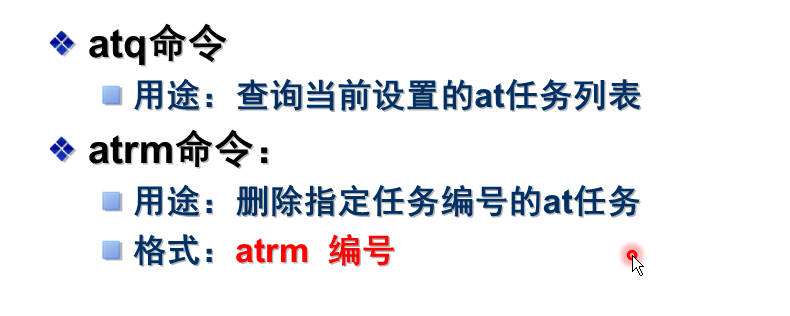 atq命令
用途：查询当前设置的at任务列表
atrm命令：
用途：删除指定任务编号的at任务
格式：atrm 编号